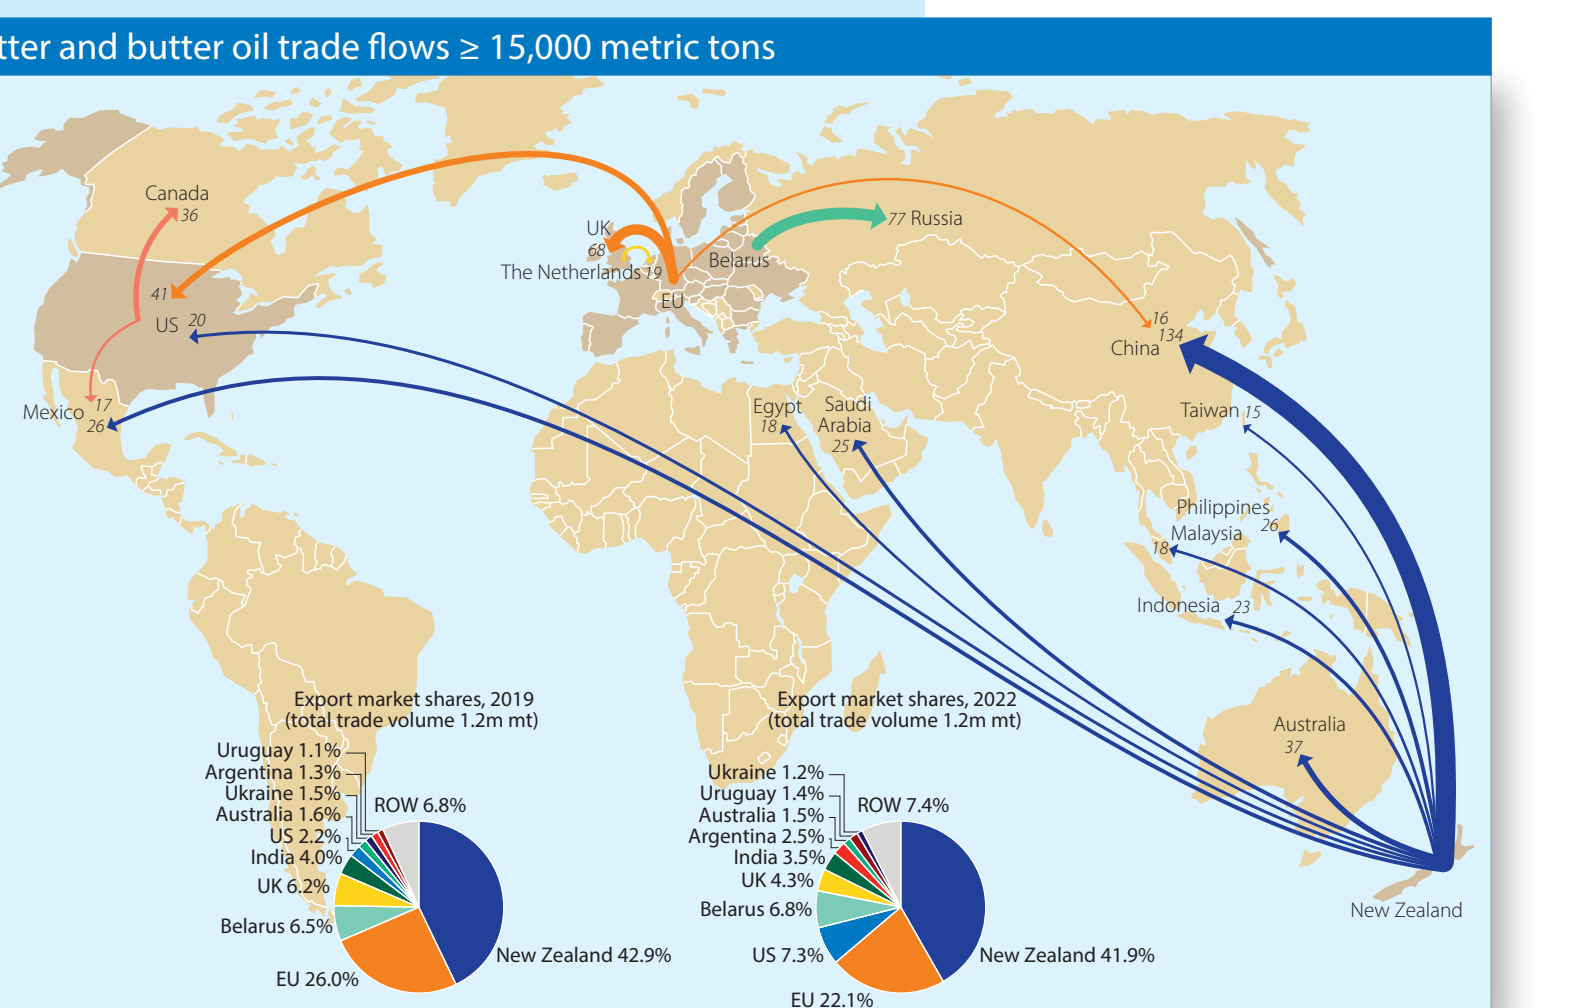 tter and butter oil trade flows ≥ 15,000 metric tons
Canada
36
UK
68
77 Russia
Belarus
The Netherlands 19
41
EU
US 20
16
134
China
Mexico 17
26
Egypt
18
Saudi
Arabia
25
Taiwan 15
Philippines
26
Malaysia
18
Indonesia 23
Australia
37
New Zealand
Export market shares, 2019
(total trade volume 1.2m mt)
Uruguay 1.1%
Argentina 1.3%
Ukraine 1.5%
Australia 1.6%
US 2.2%
India 4.0%
UK 6.2%
Belarus 6.5%
EU 26.0%
New Zealand 42.9%
ROW 6.8%
Export market shares, 2022
(total trade volume 1.2m mt)
Ukraine 1.2%
Uruguay 1.4%
Australia 1.5%
Argentina 2.5%
India 3.5%
UK 4.3%
Belarus 6.8%
US 7.3%
EU 22.1%
New Zealand 41.9%
ROW 7.4%